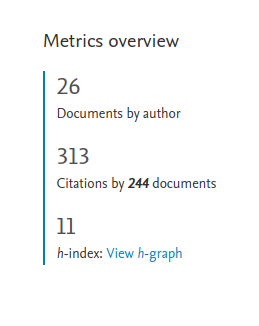 Metrics overview
26
Documents by author
313
Citations by 244 documents
11
h-index: View h-graph